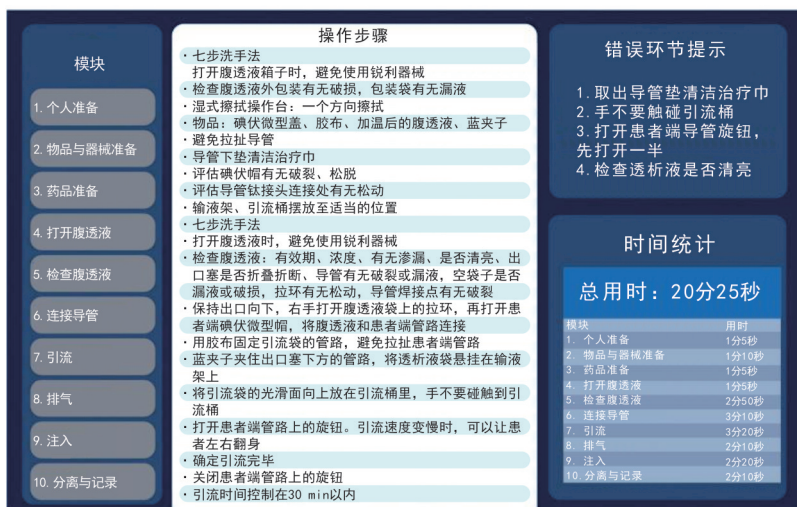 模块
1. 个人准备
2. 物品与器械准备
3. 药品准备
4. 打开腹透液
5. 检查腹透液
6. 连接导管
7. 引流
8. 排气
9. 注入
10. 分离与记录
操作步骤
· 七步洗手法
打开腹透液箱子时，避免使用锐利器械
· 检查腹透液外包装有无破损，包装袋有无漏液
· 湿式擦拭操作台：一个方向擦拭
· 物品：碘伏微型盖、胶布、加温后的腹透液、蓝夹子
· 避免拉扯导管
· 导管下垫清洁治疗巾
· 评估碘伏帽有无破裂、松脱
· 评估导管钛接头连接处有无松动
· 输液架、引流桶摆放至适当的位置
· 七步洗手法
· 打开腹透液时，避免使用锐利器械
· 检查腹透液：有效期、浓度、有无渗漏、是否清亮、出
口塞是否折叠折断、导管有无破裂或漏液，空袋子是否
漏液或破损，拉环有无松动，导管焊接点有无破裂
· 保持出口向下，右手打开腹透液袋上的拉环，再打开患
者端碘伏微型帽，将腹透液和患者端管路连接
· 用胶布固定引流袋的管路，避免拉扯患者端管路
· 蓝夹子夹住出口塞下方的管路，将透析液袋悬挂在输液
架上
· 将引流袋的光滑面向上放在引流桶里，手不要碰触到引
流桶
· 打开患者端管路上的旋钮。引流速度变慢时，可以让患
者左右翻身
· 确定引流完毕
· 关闭患者端管路上的旋钮
· 引流时间控制在30 min以内
错误环节提示
1. 取出导管垫清洁治疗巾
2. 手不要触碰引流桶
3. 打开患者端导管旋钮，
先打开一半
4. 检查透析液是否清亮
时间统计
总用时：20分25秒
模块 用时
1. 个人准备 1分5秒
2. 物品与器械准备 1分10秒
3. 药品准备 1分5秒
4. 打开腹透液 1分5秒
5. 检查腹透液 2分50秒
6. 连接导管 3分10秒
7. 引流 3分20秒
8. 排气 2分10秒
9. 注入 2分20秒
10. 分离与记录 2分10秒